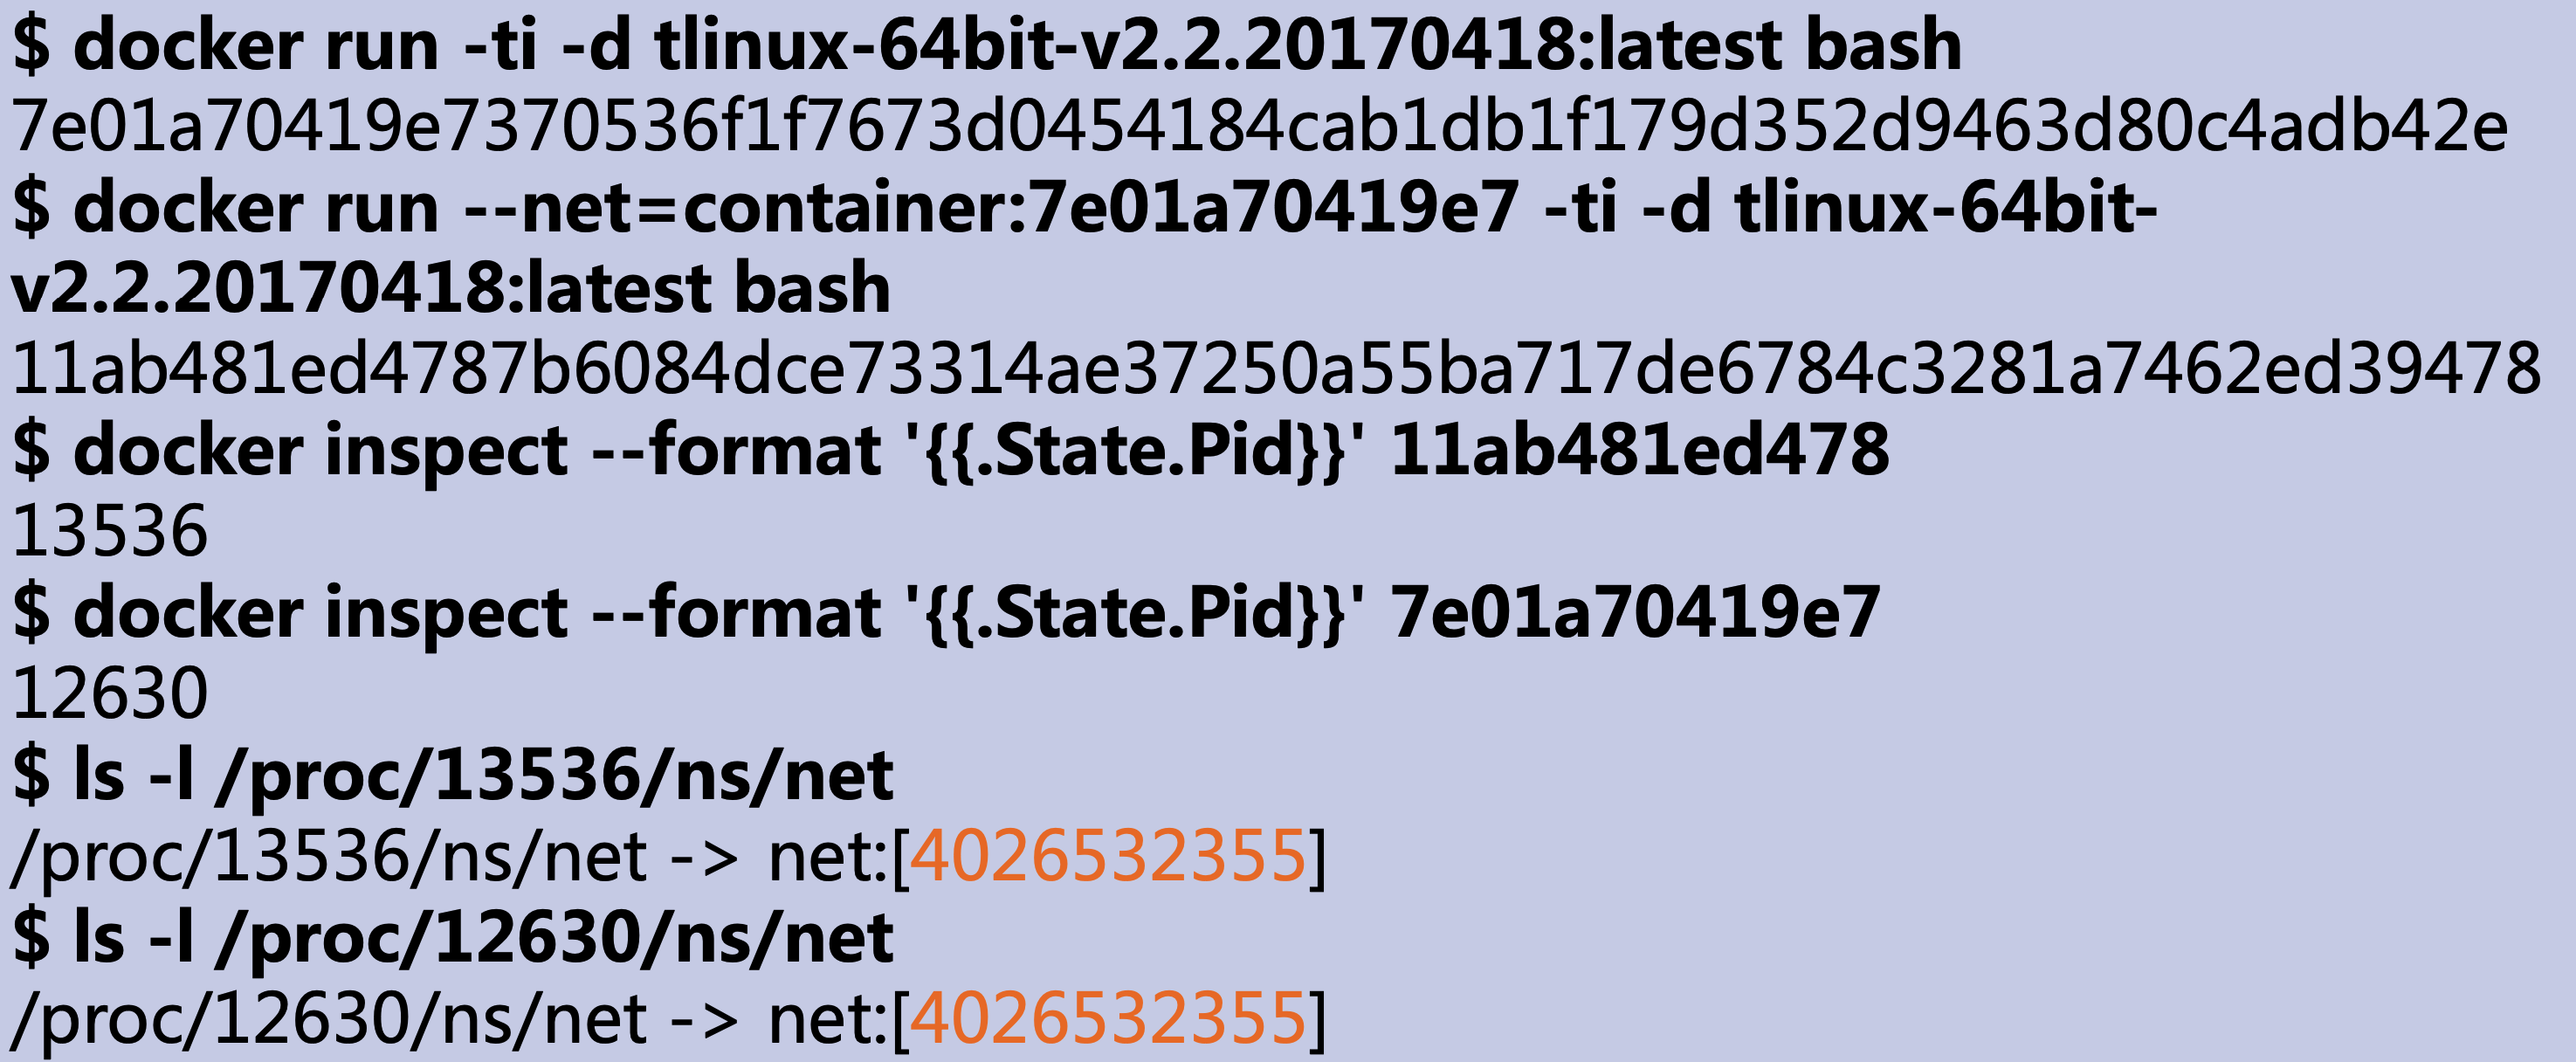 $ docker run -ti -d tlinux-64bit-v2.2.20170418:latest bash
7e01a70419e7370536f1f7673d0454184cab1db1f179d352d9463d80c4adb42e
$ docker run --net=container:7e01a70419e7 -ti -d tlinux-64bit-
v2.2.20170418:latest bash
11ab481ed4787b6084dce73314ae37250a55ba717de6784c3281a7462ed39478
$ docker inspect --format '{{.State.Pid}}' 11ab481ed478
13536
$ docker inspect --format '{{.State.Pid}}' 7e01a70419e7
12630
$ ls -l /proc/13536/ns/net
/proc/13536/ns/net -> net:[4026532355]
$ ls -l /proc/12630/ns/net
/proc/12630/ns/net -> net:[4026532355]